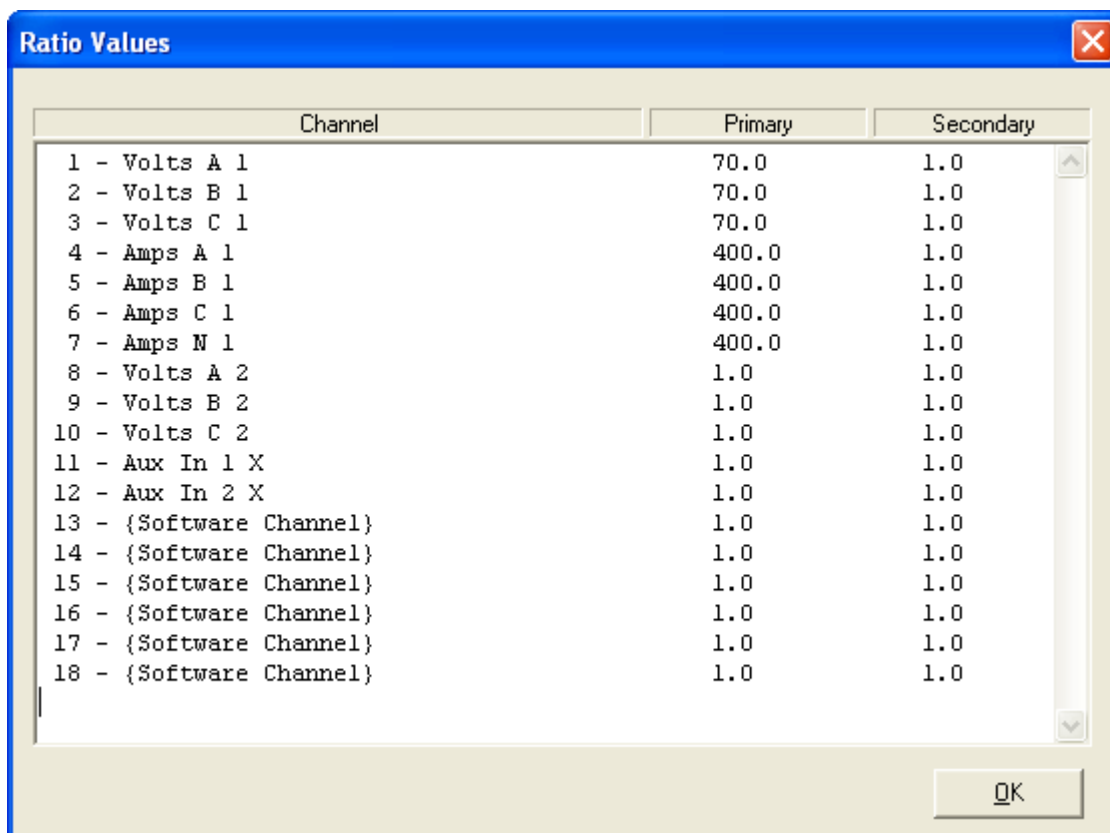 Ratio Values
Channel Primary Secondary
1 - Volts A 1 70.0 1.0
2 - Volts B 1 70.0 1.0
3 - Volts C 1 70.0 1.0
4 - Amps A 1 400.0 1.0
5 - Amps B 1 400.0 1.0
6 - Amps C 1 400.0 1.0
7 - Amps N 1 400.0 1.0
8 - Volts A 2 1.0 1.0
9 - Volts B 2 1.0 1.0
10 - Volts C 2 1.0 1.0
11 - Aux In 1 X 1.0 1.0
12 - Aux In 2 X 1.0 1.0
13 - {Software Channel} 1.0 1.0
14 - {Software Channel} 1.0 1.0
15 - {Software Channel} 1.0 1.0
16 - {Software Channel} 1.0 1.0
17 - {Software Channel} 1.0 1.0
18 - {Software Channel} 1.0 1.0
OK